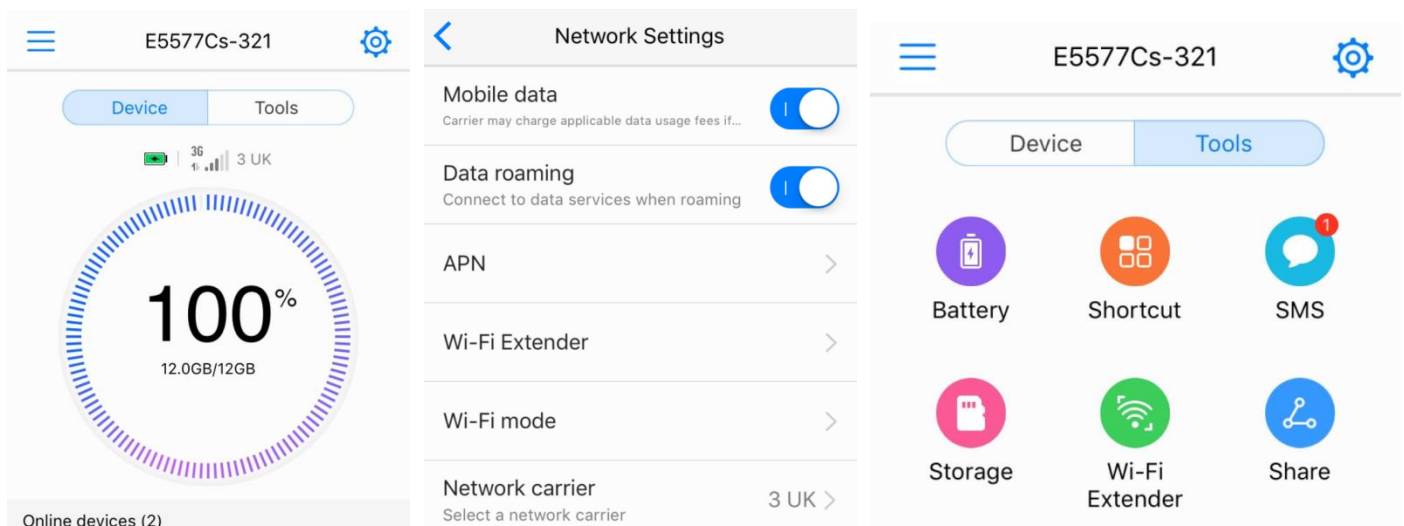 E5577Cs-321
Device
Tools
3G
3 UK
100%
12.0GB/12GB
Online devices (2)
Network Settings
Mobile data
Carrier may charge applicable data usage fees if...
Data roaming
Connect to data services when roaming
APN
Wi-Fi Extender
Wi-Fi mode
Network carrier
3 UK
Select a network carrier
E5577Cs-321
Device
Tools
1
Battery
Shortcut
SMS
Storage
Wi-Fi
Extender
Share